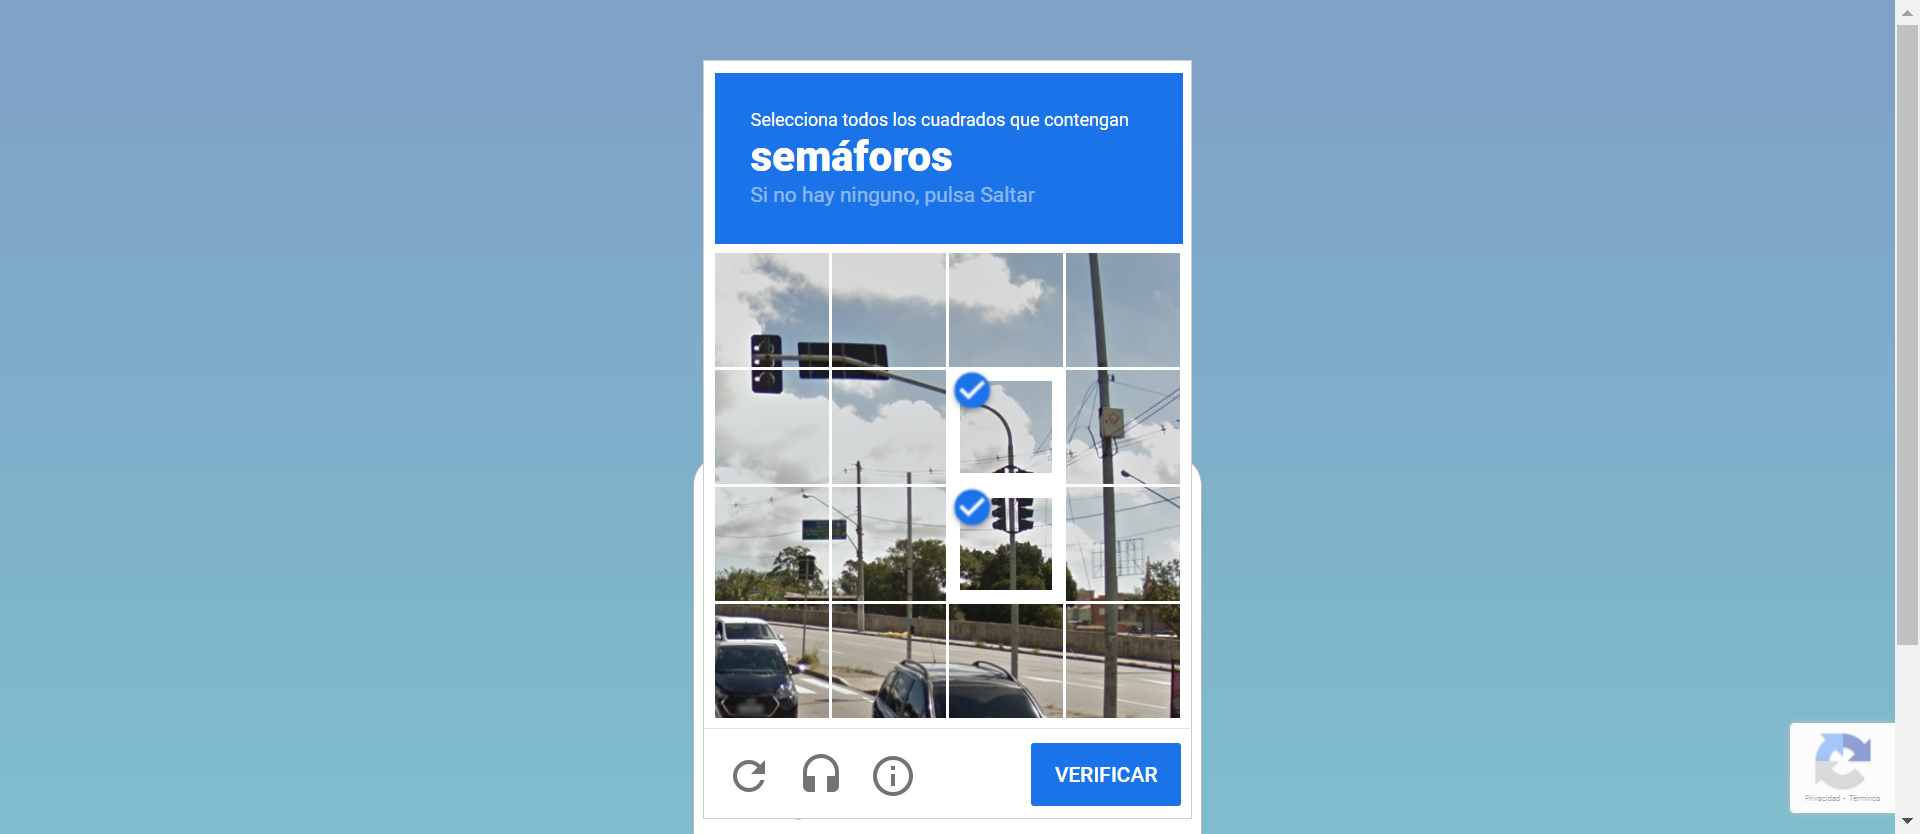 Selecciona todos los cuadrados que contengan
semáforos
Si no hay ninguno, pulsa Saltar
VERIFICAR
Privacidad - Términos